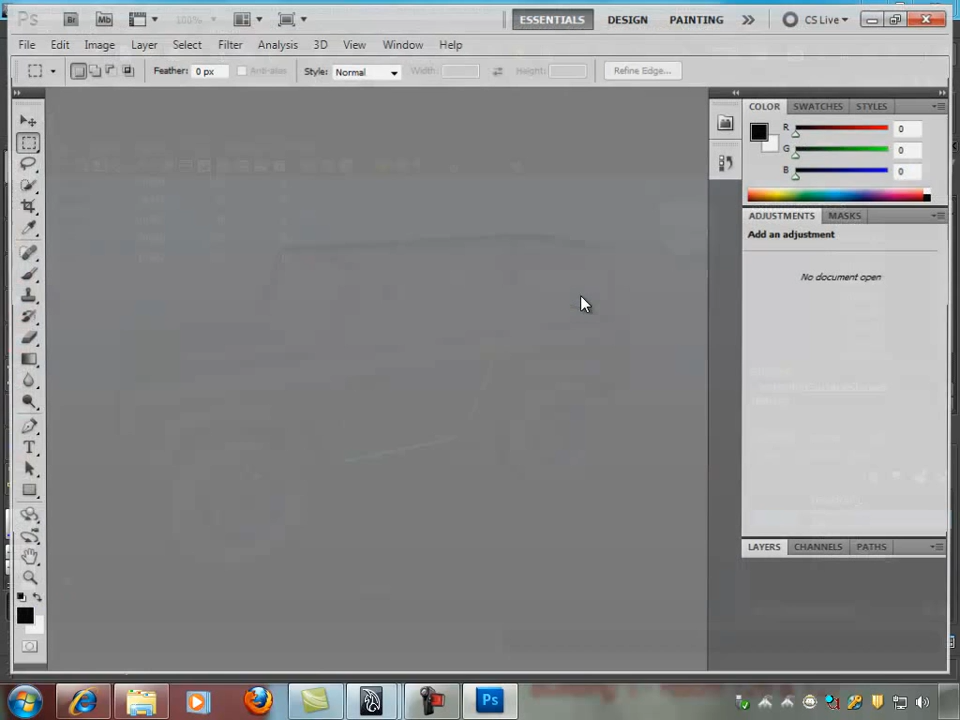 Ps Br Mb 100% ESSENTIALS DESIGN PAINTING CS Live
File Edit Image Layer Select Filter Analysis 3D View Window Help
Feather: 0 px Anti-alias Style: Normal Width: Height: Refine Edge...
COLOR SWATCHES STYLES
R 0
G 0
B 0
ADJUSTMENTS MASKS
Add an adjustment
No document open
T
LAYERS CHANNELS PATHS
Ps